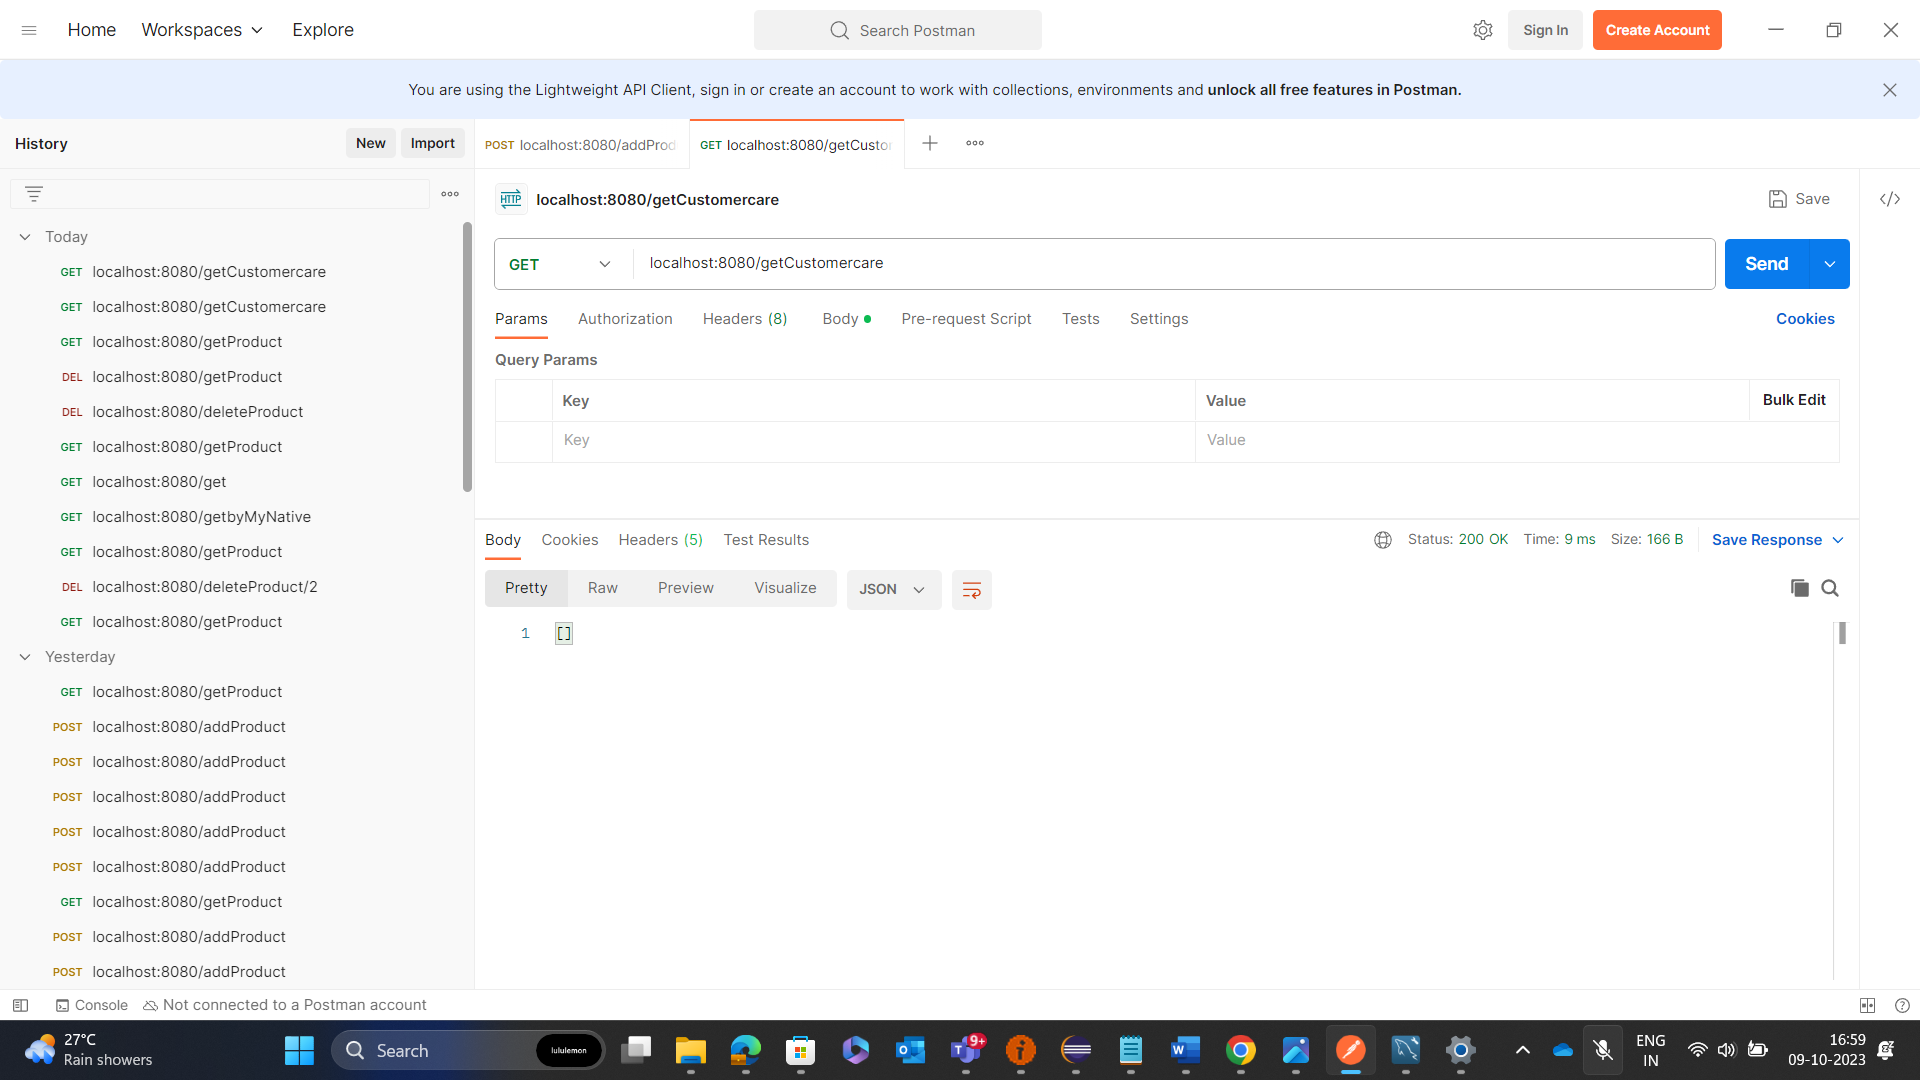 Home Workspaces Explore Search Postman Sign In Create Account
You are using the Lightweight API Client, sign in or create an account to work with collections, environments and unlock all free features in Postman.
History New Import
POST localhost:8080/addProd GET localhost:8080/getCusto
HTTP localhost:8080/getCustomercare Save
GET localhost:8080/getCustomercare Send
Params Authorization Headers (8) Body Pre-request Script Tests Settings Cookies
Query Params
Key Value Bulk Edit
Key Value
Today
GET localhost:8080/getCustomercare
GET localhost:8080/getCustomercare
GET localhost:8080/getProduct
DEL localhost:8080/getProduct
DEL localhost:8080/deleteProduct
GET localhost:8080/getProduct
GET localhost:8080/get
GET localhost:8080/getbyMyNative
GET localhost:8080/getProduct
DEL localhost:8080/deleteProduct/2
GET localhost:8080/getProduct
Yesterday
GET localhost:8080/getProduct
POST localhost:8080/addProduct
POST localhost:8080/addProduct
POST localhost:8080/addProduct
POST localhost:8080/addProduct
POST localhost:8080/addProduct
GET localhost:8080/getProduct
POST localhost:8080/addProduct
POST localhost:8080/addProduct
Body Cookies Headers (5) Test Results Status: 200 OK Time: 9 ms Size: 166 B Save Response
Pretty Raw Preview Visualize JSON
1 []
Console Not connected to a Postman account
27°C
Rain showers
Search lululemon
9+
ENG
IN
16:59
09-10-2023